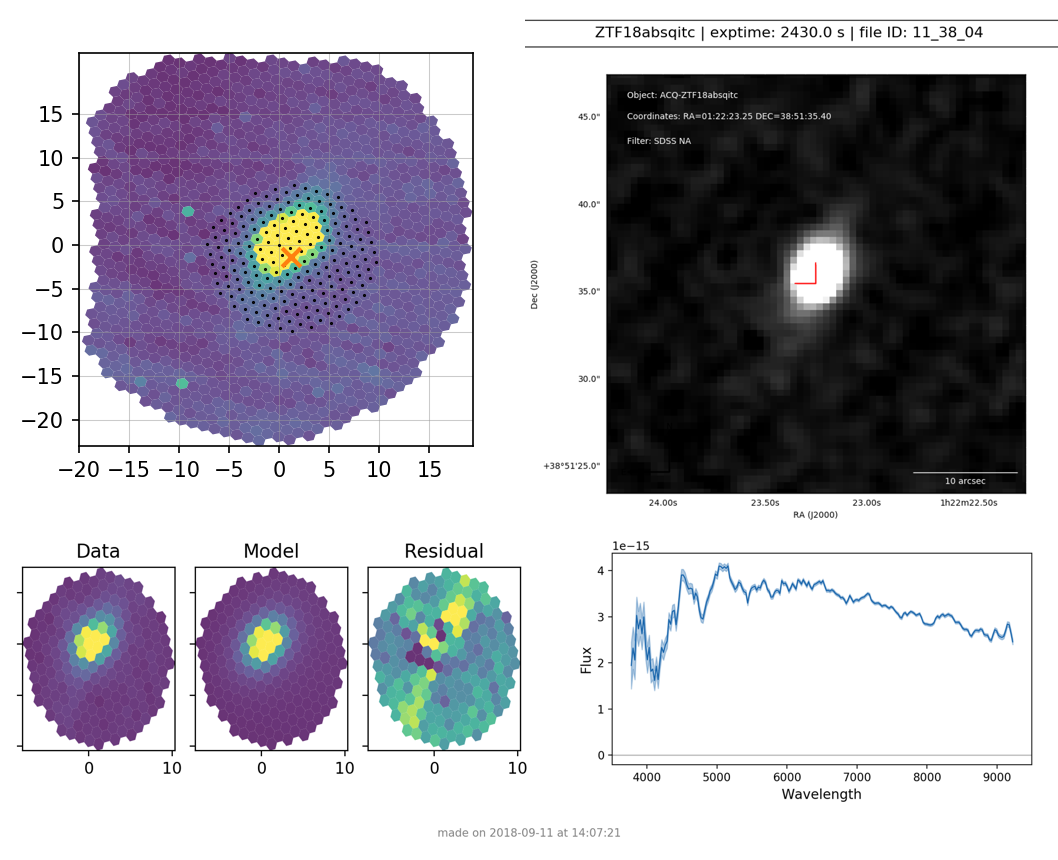 ZTF18absqitc | exptime: 2430.0 s | file ID: 11_38_04
15
10
5
0
−5
−10
−15
−20
−20 −15 −10 −5 0 5 10 15
Object: ACQ-ZTF18absqitc
Coordinates: RA=01:22:23.25 DEC=38:51:35.40
Filter: SDSS NA
45.0"
40.0"
35.0"
30.0"
+38°51'25.0"
Dec (J2000)
10 arcsec
24.00s 23.50s 23.00s 1h22m22.50s
RA (J2000)
Data
0 10
Model
0 10
Residual
0 10
1e−15
4
3
2
1
0
Flux
4000 5000 6000 7000 8000 9000
Wavelength
made on 2018-09-11 at 14:07:21